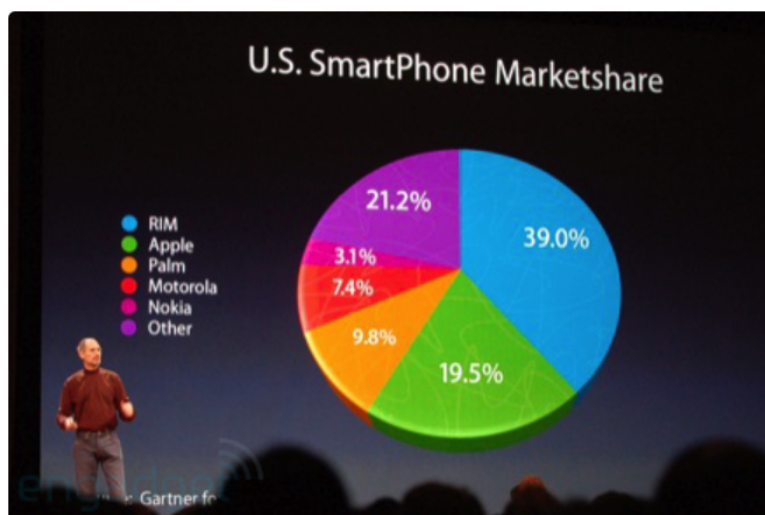 U.S. SmartPhone Marketshare
21.2%
39.0%
3.1%
7.4%
9.8%
19.5%
RIM
Apple
Palm
Motorola
Nokia
Other
engadget
Gartner